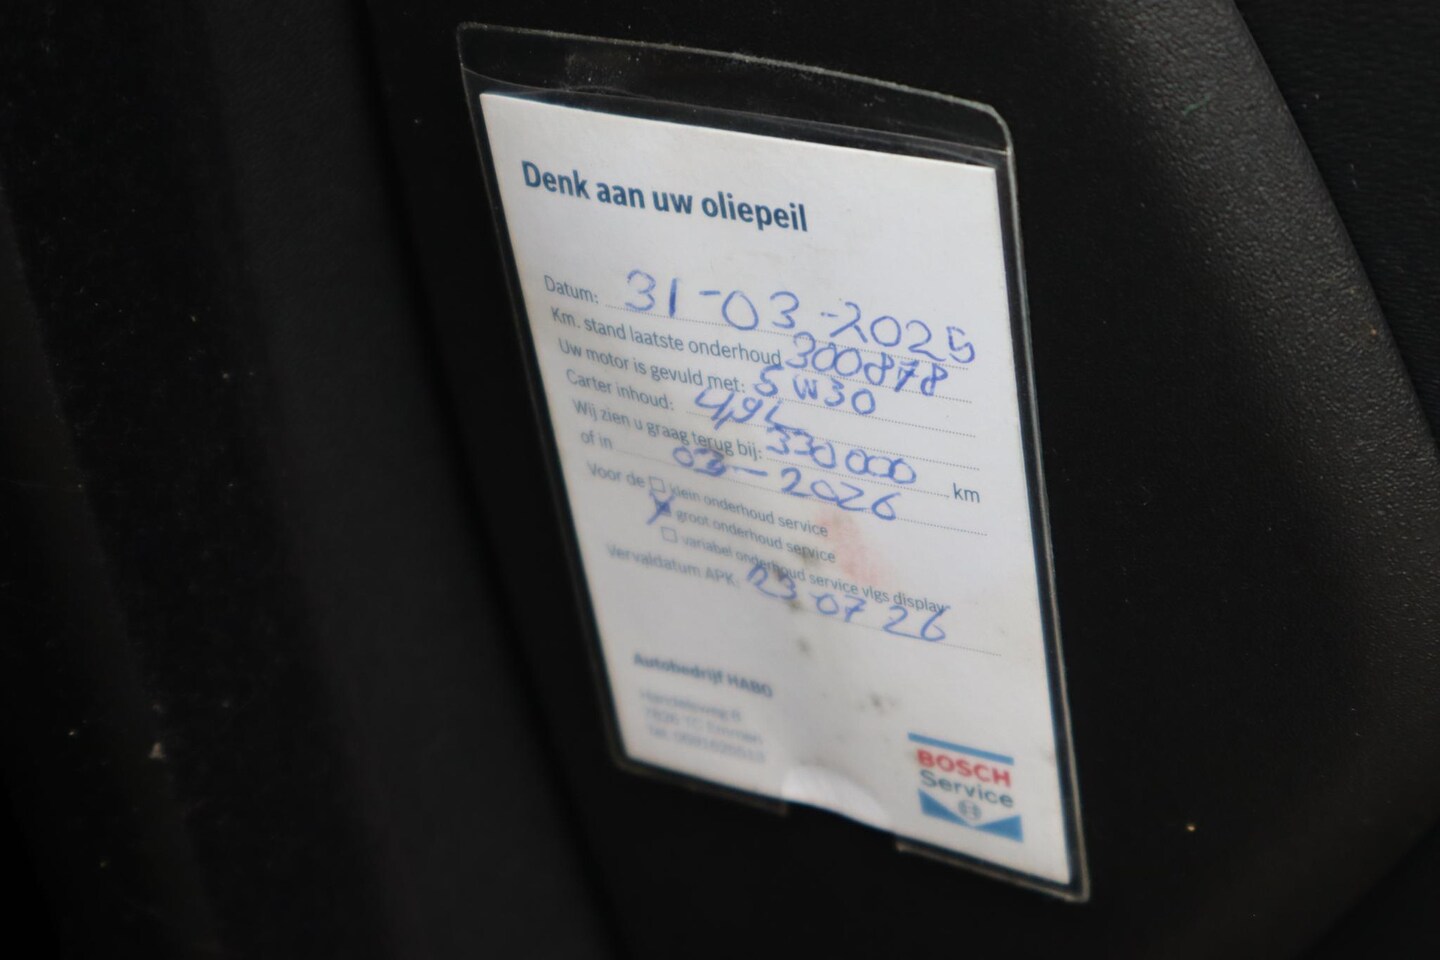 Denk aan uw oliepeil
Datum: 31-03-2025
Km. stand laatste onderhoud 300878
Uw motor is gevuld met: 5W30
Carter inhoud: 4,9L
Wij zien u graag terug bij: 330000 km
of in 03-2026
Voor de klein onderhoud service
groot onderhoud service
variabel onderhoud service vlgs display
Vervaldatum APK: 23 07 26
Autobedrijf HABO
BOSCH
Service